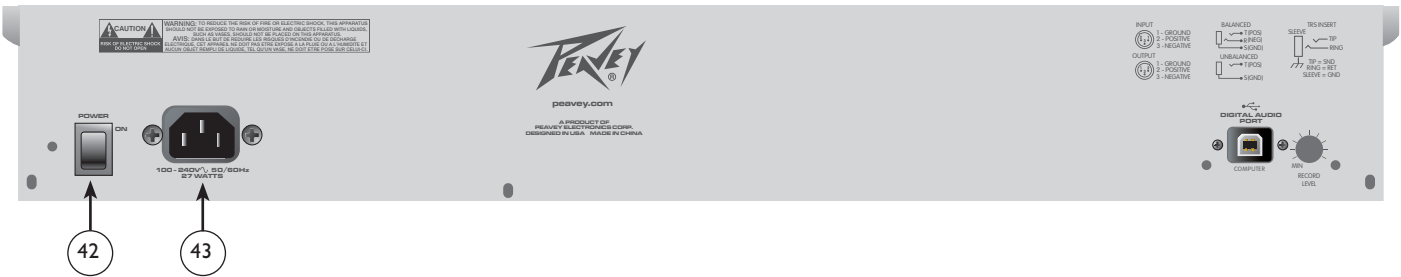 CAUTION
RISK OF ELECTRIC SHOCK
DO NOT OPEN
WARNING: TO REDUCE THE RISK OF FIRE OR ELECTRIC SHOCK, THIS APPARATUS
SHOULD NOT BE EXPOSED TO RAIN OR MOISTURE AND OBJECTS FILLED WITH LIQUIDS,
SUCH AS VASES, SHOULD NOT BE PLACED ON THIS APPARATUS.
AVIS: DANS LE BUT DE REDUIRE LES RISQUES D'INCENDIE OU DE DECHARGE
ELECTRIQUE, CET APPAREIL NE DOIT PAS ETRE EXPOSE A LA PLUIE OU A L'HUMIDITE ET
AUCUN OBJET REMPLI DE LIQUIDE, TEL QU'UN VASE, NE DOIT ETRE POSE SUR CELUI-CI.
PEAVEY
®
peavey.com
A PRODUCT OF
PEAVEY ELECTRONICS CORP.
DESIGNED IN USA MADE IN CHINA
INPUT
1 - GROUND
2 - POSITIVE
3 - NEGATIVE
OUTPUT
1 - GROUND
2 - POSITIVE
3 - NEGATIVE
BALANCED
T(POS)
R(NEG)
S(GND)
UNBALANCED
T(POS)
S(GND)
TRS INSERT
SLEEVE
TIP
RING
TIP = SND
RING = RET
SLEEVE = GND
POWER
ON
100-240V 50/60Hz
27 WATTS
DIGITAL AUDIO
PORT
COMPUTER
MIN
RECORD
LEVEL
42
43